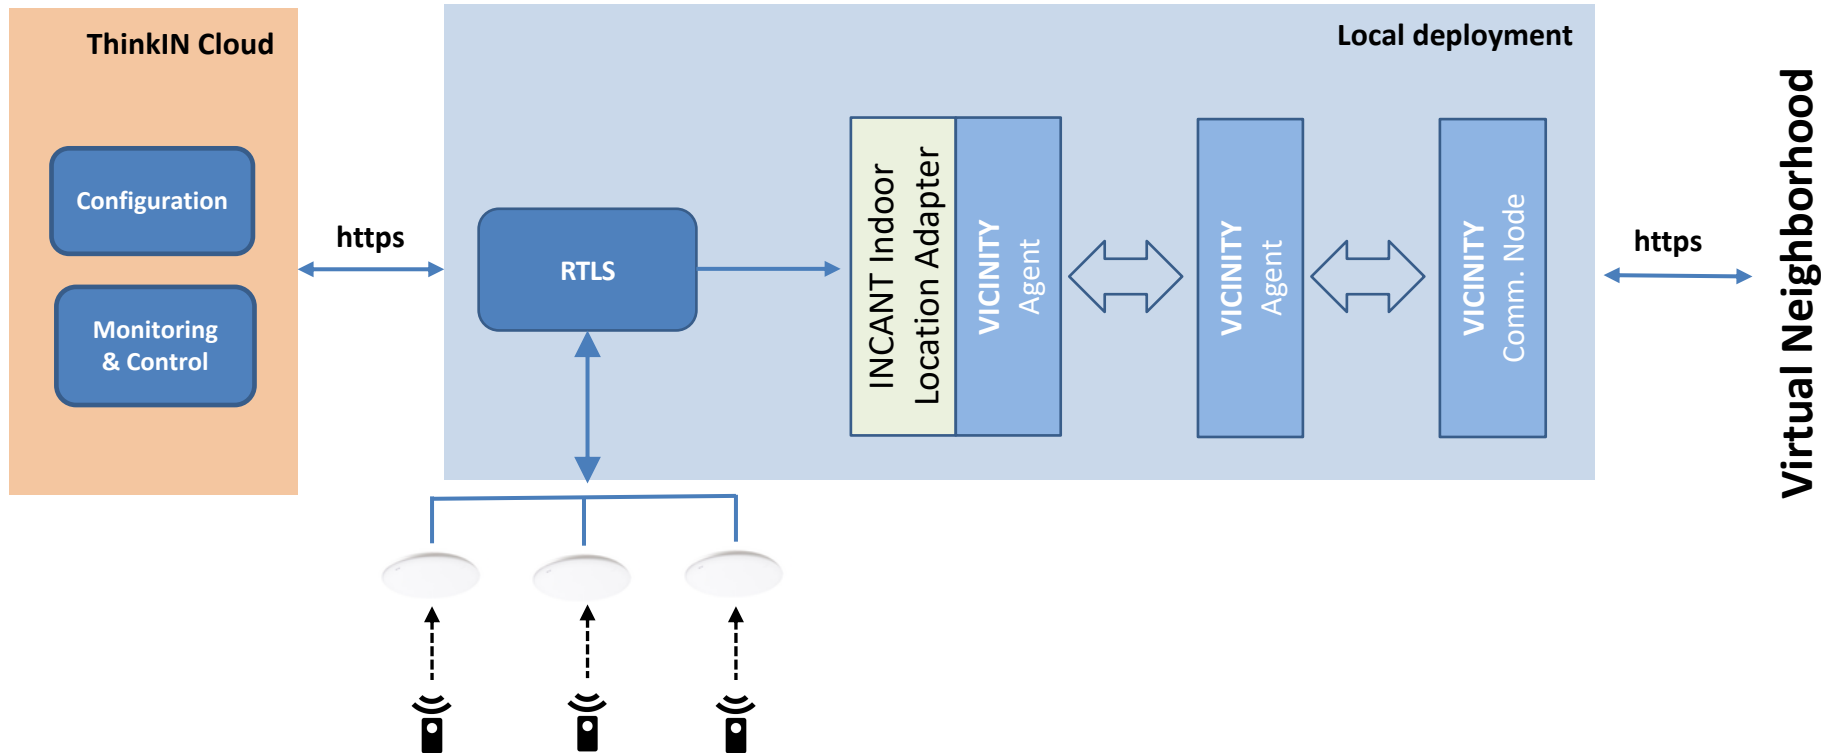 ThinkIN Cloud
Configuration
Monitoring
& Control
https
Local deployment
RTLS
INCANT Indoor
Location Adapter
VICINITY
Agent
VICINITY
Agent
VICINITY
Comm. Node
https
Virtual Neighborhood